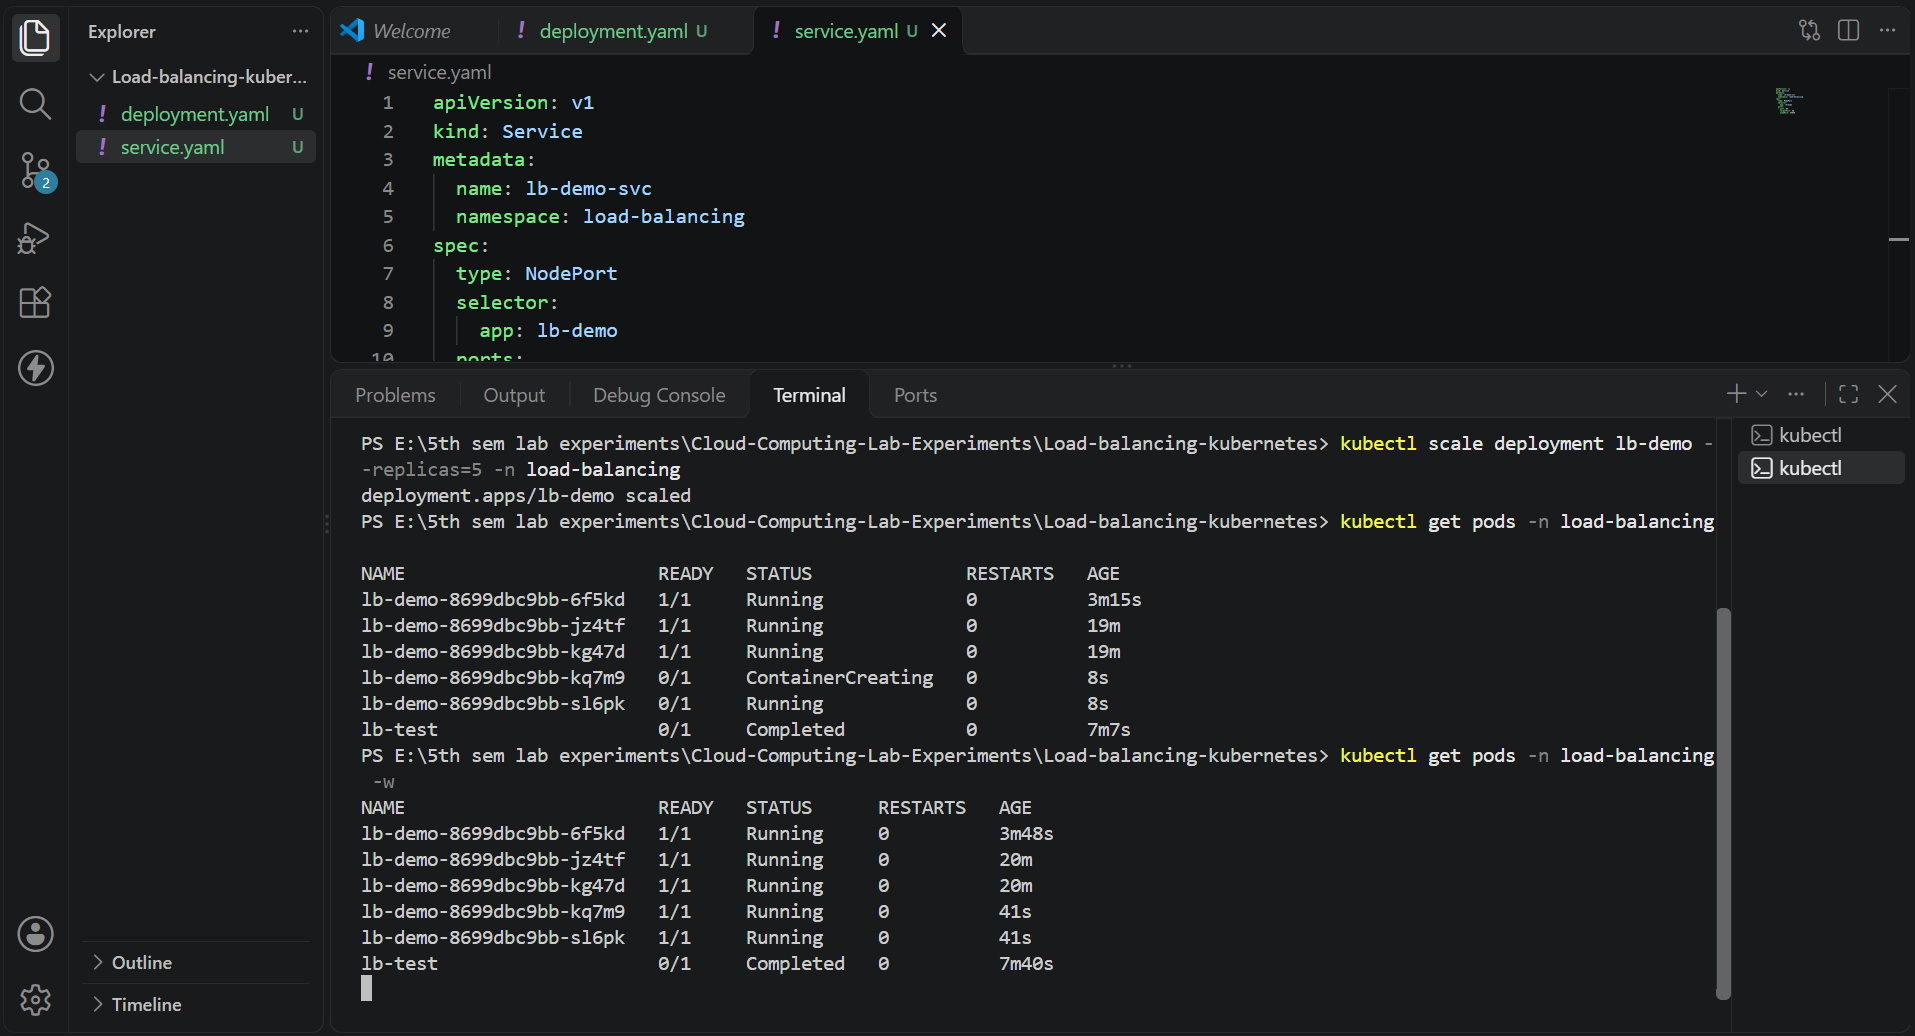 Explorer
Load-balancing-kuber...
! deployment.yaml U
! service.yaml U
2
Outline
Timeline
Welcome
! deployment.yaml U
! service.yaml U
! service.yaml
1 apiVersion: v1
2 kind: Service
3 metadata:
4 name: lb-demo-svc
5 namespace: load-balancing
6 spec:
7 type: NodePort
8 selector:
9 app: lb-demo
10 ports:
Problems Output Debug Console Terminal Ports
PS E:\5th sem lab experiments\Cloud-Computing-Lab-Experiments\Load-balancing-kubernetes> kubectl scale deployment lb-demo -
-replicas=5 -n load-balancing
deployment.apps/lb-demo scaled
PS E:\5th sem lab experiments\Cloud-Computing-Lab-Experiments\Load-balancing-kubernetes> kubectl get pods -n load-balancing
NAME READY STATUS RESTARTS AGE
lb-demo-8699dbc9bb-6f5kd 1/1 Running 0 3m15s
lb-demo-8699dbc9bb-jz4tf 1/1 Running 0 19m
lb-demo-8699dbc9bb-kg47d 1/1 Running 0 19m
lb-demo-8699dbc9bb-kq7m9 0/1 ContainerCreating 0 8s
lb-demo-8699dbc9bb-sl6pk 0/1 Running 0 8s
lb-test 0/1 Completed 0 7m7s
PS E:\5th sem lab experiments\Cloud-Computing-Lab-Experiments\Load-balancing-kubernetes> kubectl get pods -n load-balancing
-w
NAME READY STATUS RESTARTS AGE
lb-demo-8699dbc9bb-6f5kd 1/1 Running 0 3m48s
lb-demo-8699dbc9bb-jz4tf 1/1 Running 0 20m
lb-demo-8699dbc9bb-kg47d 1/1 Running 0 20m
lb-demo-8699dbc9bb-kq7m9 1/1 Running 0 41s
lb-demo-8699dbc9bb-sl6pk 1/1 Running 0 41s
lb-test 0/1 Completed 0 7m40s
kubectl
kubectl